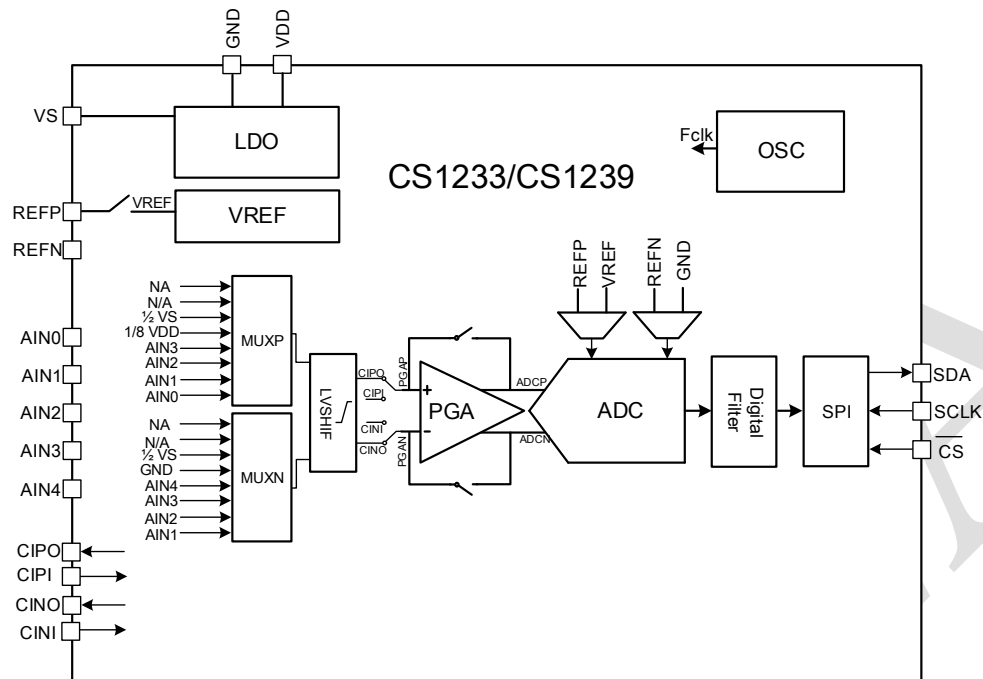 GND
VDD
VS
LDO
Fclk
OSC
CS1233/CS1239
REFP
VREF
VREF
REFN
REFP
VREF
REFN
GND
NA
N/A
½ VS
1/8 VDD
AIN3
AIN2
AIN1
AIN0
MUXP
AIN0
AIN1
AIN2
AIN3
AIN4
NA
N/A
½ VS
GND
AIN4
AIN3
AIN2
AIN1
MUXN
LVSHIF
CIPO
CIPI
CINI
CINO
PGAP
PGAN
+
PGA
−
ADCP
ADCN
ADC
Digital
Filter
SPI
SDA
SCLK
CS
CIPO
CIPI
CINO
CINI